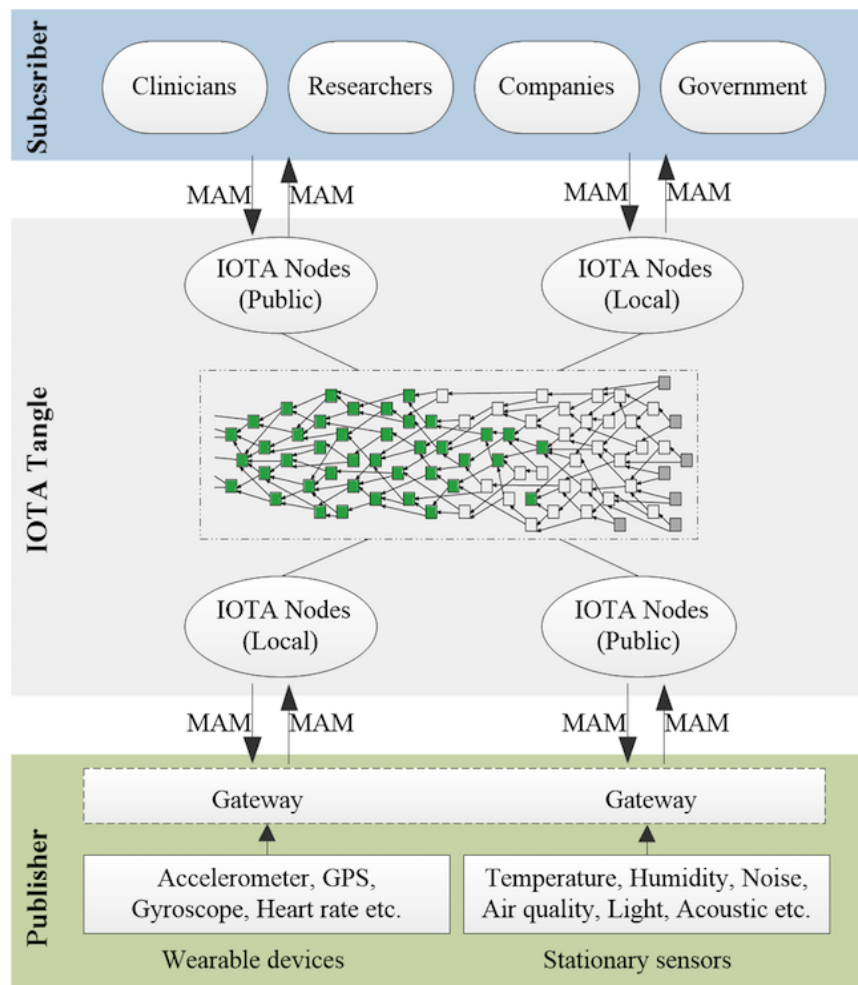 Subcsriber
Clinicians
Researchers
Companies
Government
MAM
MAM
MAM
MAM
IOTA Tangle
IOTA Nodes
(Public)
IOTA Nodes
(Local)
IOTA Nodes
(Local)
IOTA Nodes
(Public)
MAM
MAM
MAM
MAM
Publisher
Gateway
Gateway
Accelerometer, GPS,
Gyroscope, Heart rate etc.
Temperature, Humidity, Noise,
Air quality, Light, Acoustic etc.
Wearable devices
Stationary sensors